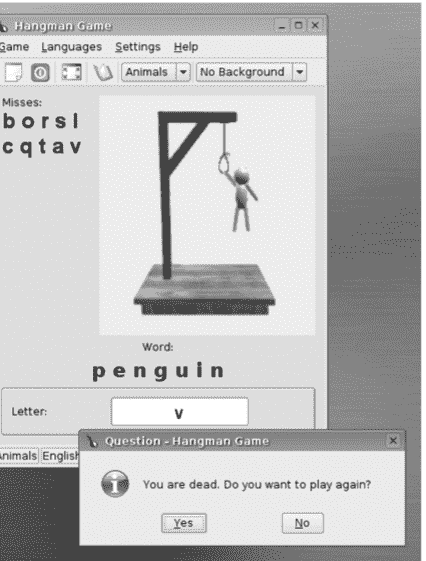 Hangman Game
Game Languages Settings Help
Animals No Background
Misses:
b o r s l
c q t a v
Word:
p e n g u i n
Letter: v
Animals English
Question - Hangman Game
You are dead. Do you want to play again?
Yes No